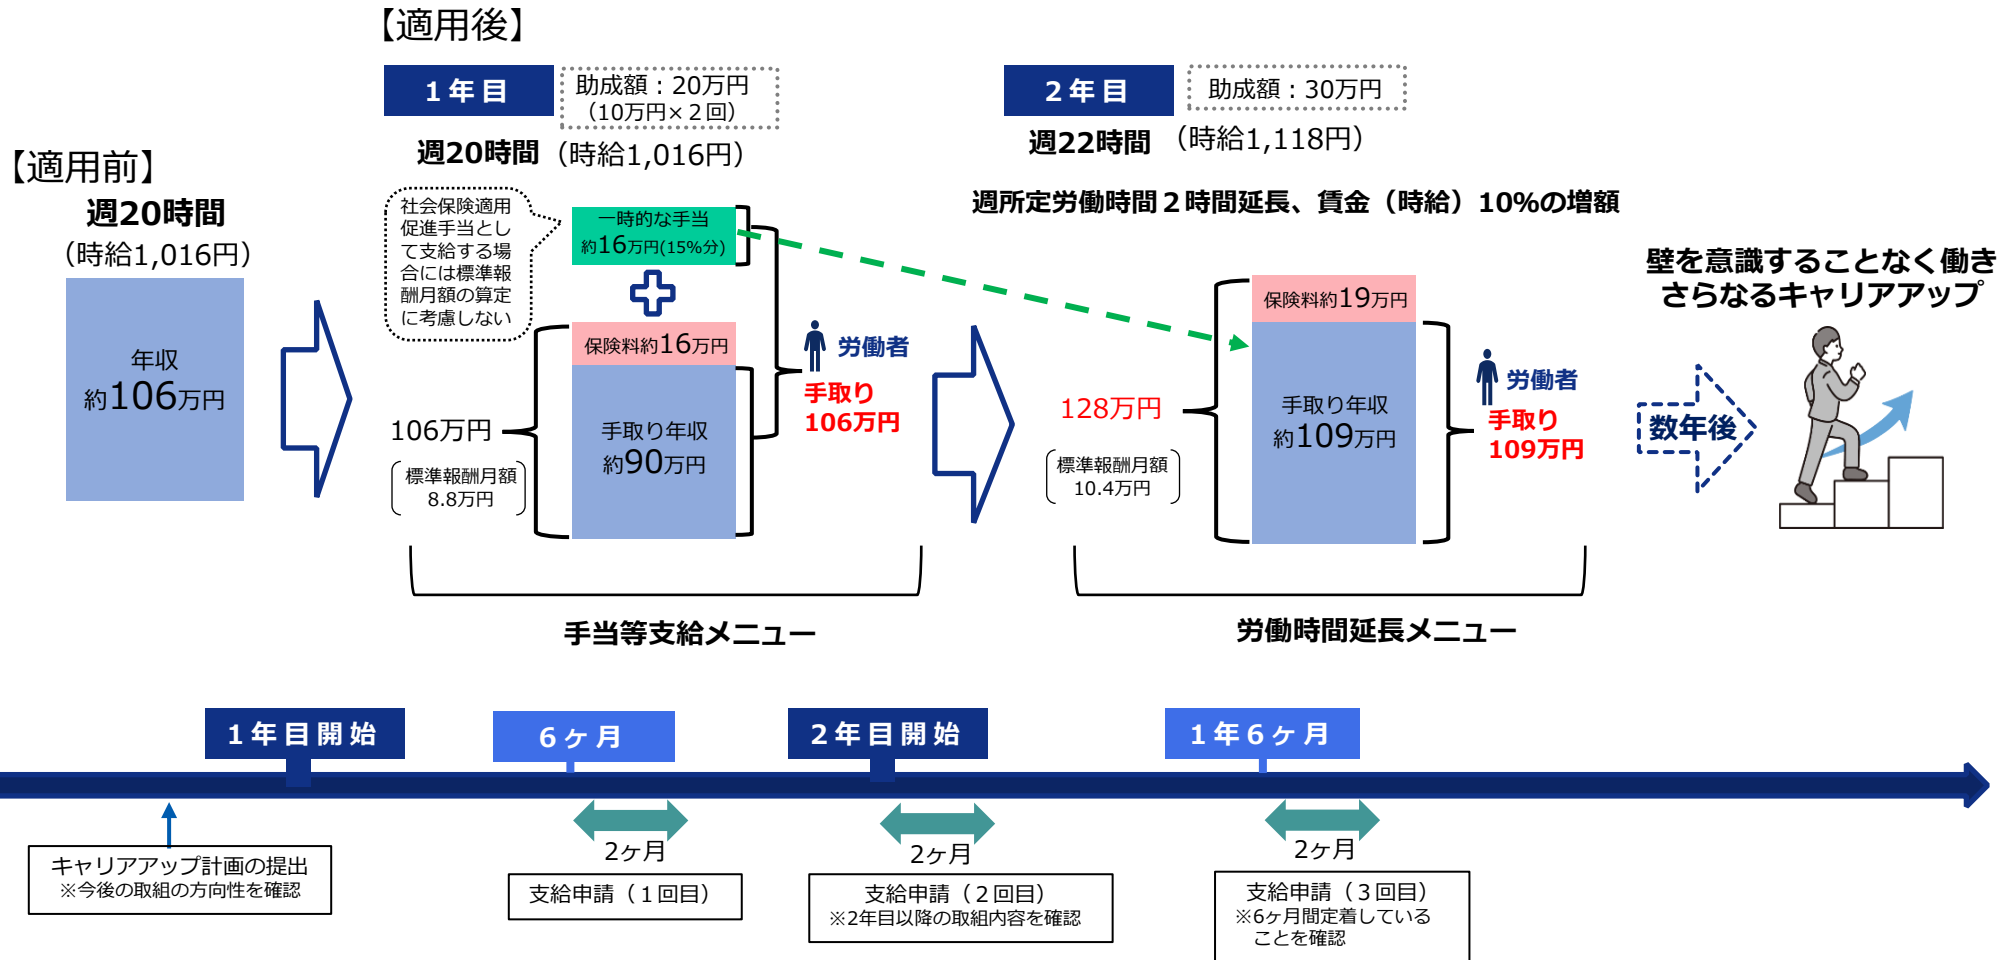 【適用後】
1年目
助成額：20万円
（10万円×２回）
週20時間（時給1,016円）
2年目
助成額：30万円
週22時間（時給1,118円）
【適用前】
週20時間
（時給1,016円）
年収
約106万円
社会保険適用
促進手当とし
て支給する場
合には標準報
酬月額の算定
に考慮しない
一時的な手当
約16万円(15%分)
保険料約16万円
手取り年収
約90万円
106万円
標準報酬月額
8.8万円
労働者
手取り
106万円
手当等支給メニュー
週所定労働時間２時間延長、賃金（時給）10%の増額
保険料約19万円
手取り年収
約109万円
128万円
標準報酬月額
10.4万円
労働者
手取り
109万円
労働時間延長メニュー
壁を意識することなく働き
さらなるキャリアアップ
数年後
1年目開始
6ヶ月
2年目開始
1年6ヶ月
キャリアアップ計画の提出
※今後の取組の方向性を確認
2ヶ月
支給申請（１回目）
2ヶ月
支給申請（２回目）
※2年目以降の取組内容を確認
2ヶ月
支給申請（３回目）
※6ヶ月間定着している
ことを確認